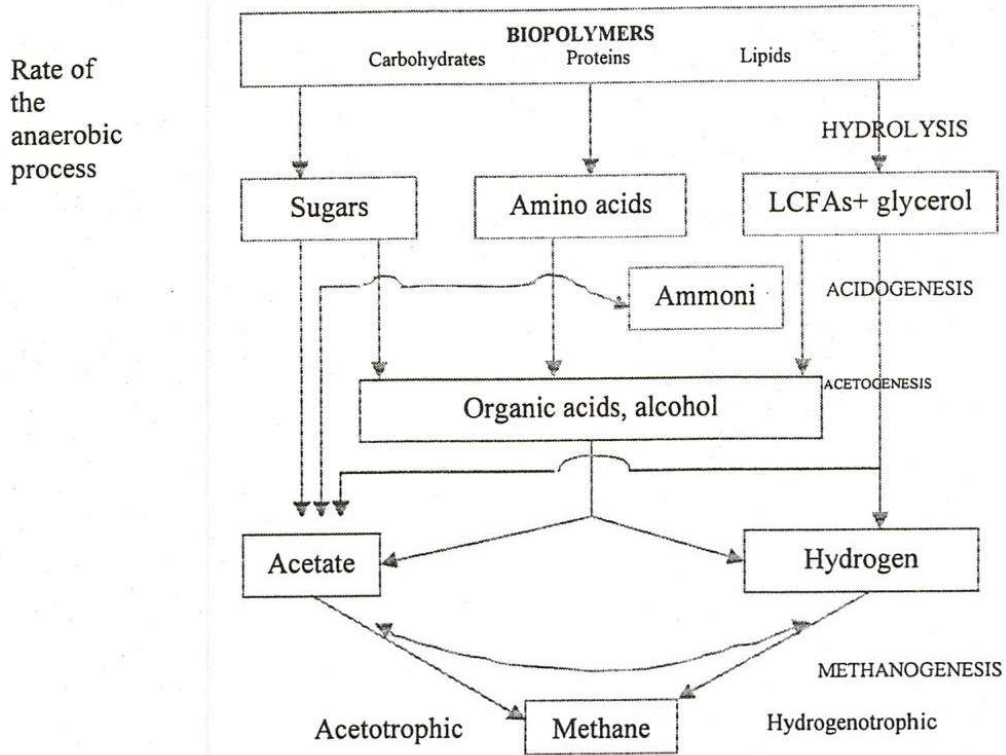 Rate of
the
anaerobic
process
BIOPOLYMERS
Carbohydrates Proteins Lipids
HYDROLYSIS
Sugars
Amino acids
LCFAs+ glycerol
Ammoni
ACIDOGENESIS
ACETOGENESIS
Organic acids, alcohol
Acetate
Hydrogen
METHANOGENESIS
Acetotrophic
Methane
Hydrogenotrophic